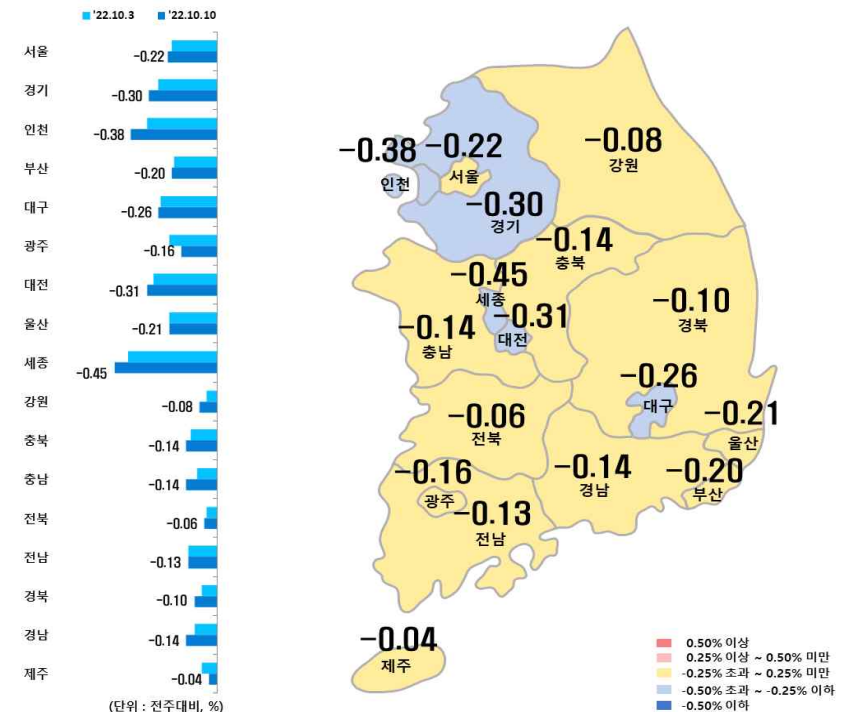 '22.10.3 '22.10.10
서울 -0.22
경기 -0.30
인천 -0.38
부산 -0.20
대구 -0.26
광주 -0.16
대전 -0.31
울산 -0.21
세종 -0.45
강원 -0.08
충북 -0.14
충남 -0.14
전북 -0.06
전남 -0.13
경북 -0.10
경남 -0.14
제주 -0.04
(단위 : 전주대비, %)
-0.38
인천
-0.22
서울
-0.08
강원
-0.30
경기
-0.14
충북
-0.45
세종
-0.31
대전
-0.14
충남
-0.10
경북
-0.26
대구
-0.21
울산
-0.06
전북
-0.16
광주
-0.14
경남
-0.20
부산
-0.13
전남
-0.04
제주
0.50% 이상
0.25% 이상 ~ 0.50% 미만
-0.25% 초과 ~ 0.25% 미만
-0.50% 초과 ~ -0.25% 이하
-0.50% 이하